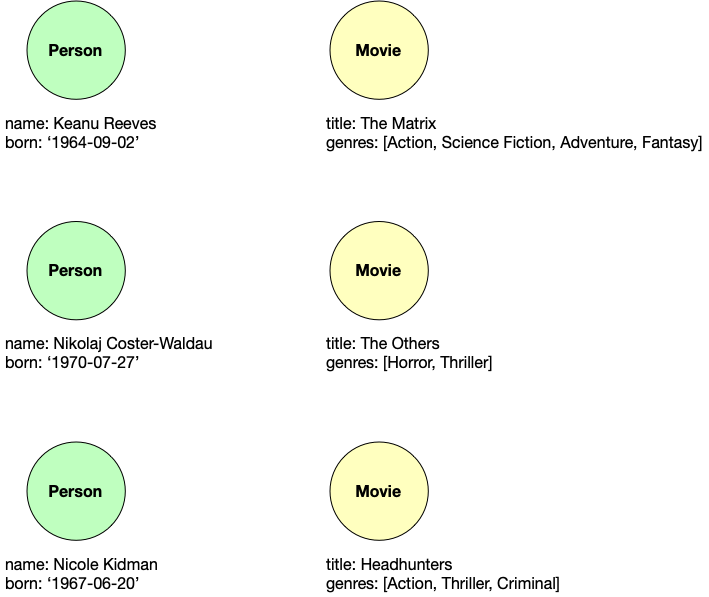 Person
Movie
name: Keanu Reeves
born: ‘1964-09-02’
title: The Matrix
genres: [Action, Science Fiction, Adventure, Fantasy]
Person
Movie
name: Nikolaj Coster-Waldau
born: ‘1970-07-27’
title: The Others
genres: [Horror, Thriller]
Person
Movie
name: Nicole Kidman
born: ‘1967-06-20’
title: Headhunters
genres: [Action, Thriller, Criminal]